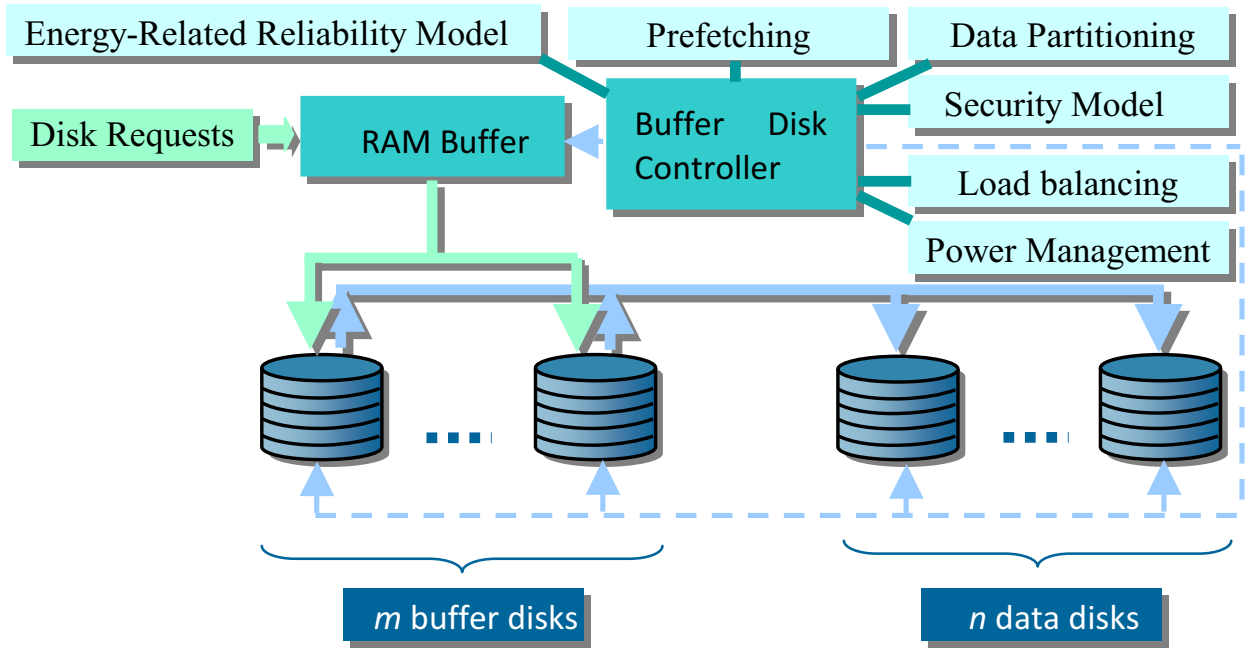 Energy-Related Reliability Model
Prefetching
Data Partitioning
Security Model
Disk Requests
RAM Buffer
Buffer Disk
Controller
Load balancing
Power Management
m buffer disks
n data disks